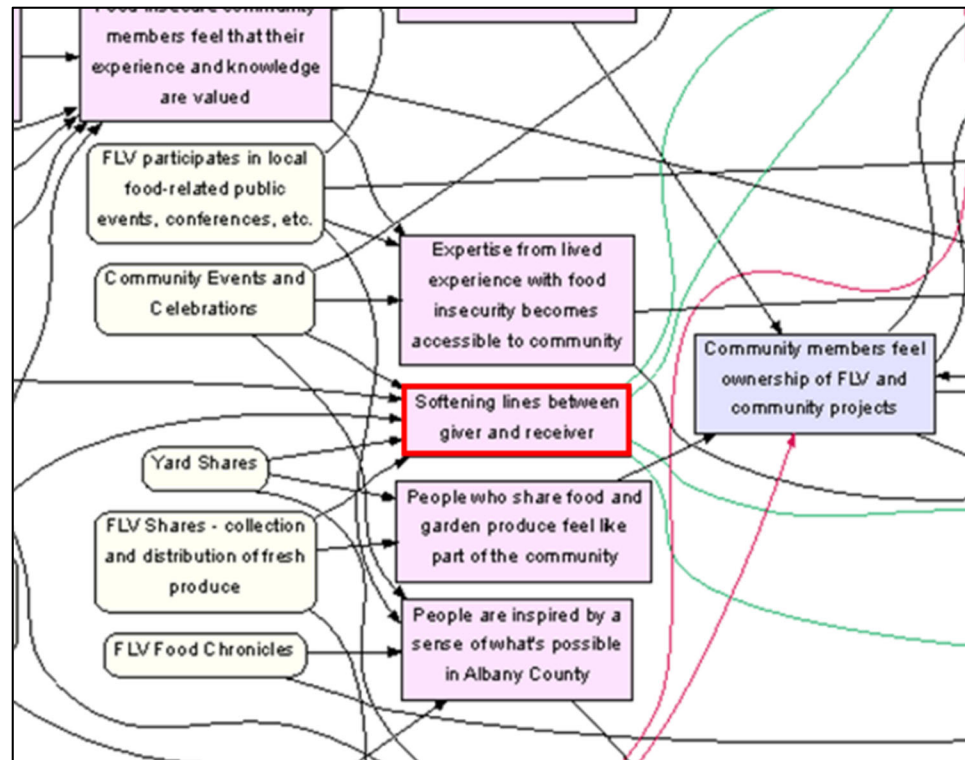 Food insecure community
members feel that their
experience and knowledge
are valued
FLV participates in local
food-related public
events, conferences, etc.
Expertise from lived
experience with food
insecurity becomes
accessible to community
Community Events and
Celebrations
Community members feel
ownership of FLV and
community projects
Softening lines between
giver and receiver
Yard Shares
People who share food and
garden produce feel like
part of the community
FLV Shares - collection
and distribution of fresh
produce
People are inspired by a
sense of what's possible
in Albany County
FLV Food Chronicles